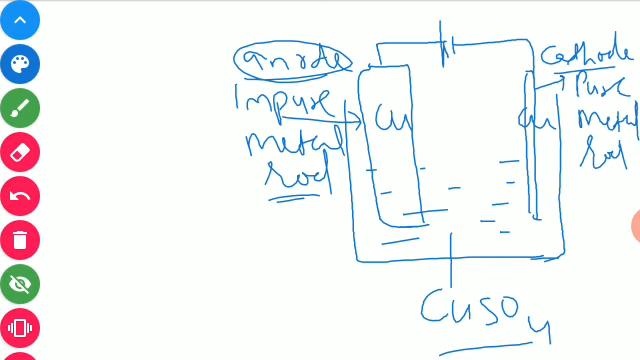 anode
Impure
metal
rod
Cu
Cathode
Pure
Metal
Rod
Cu
CuSO4